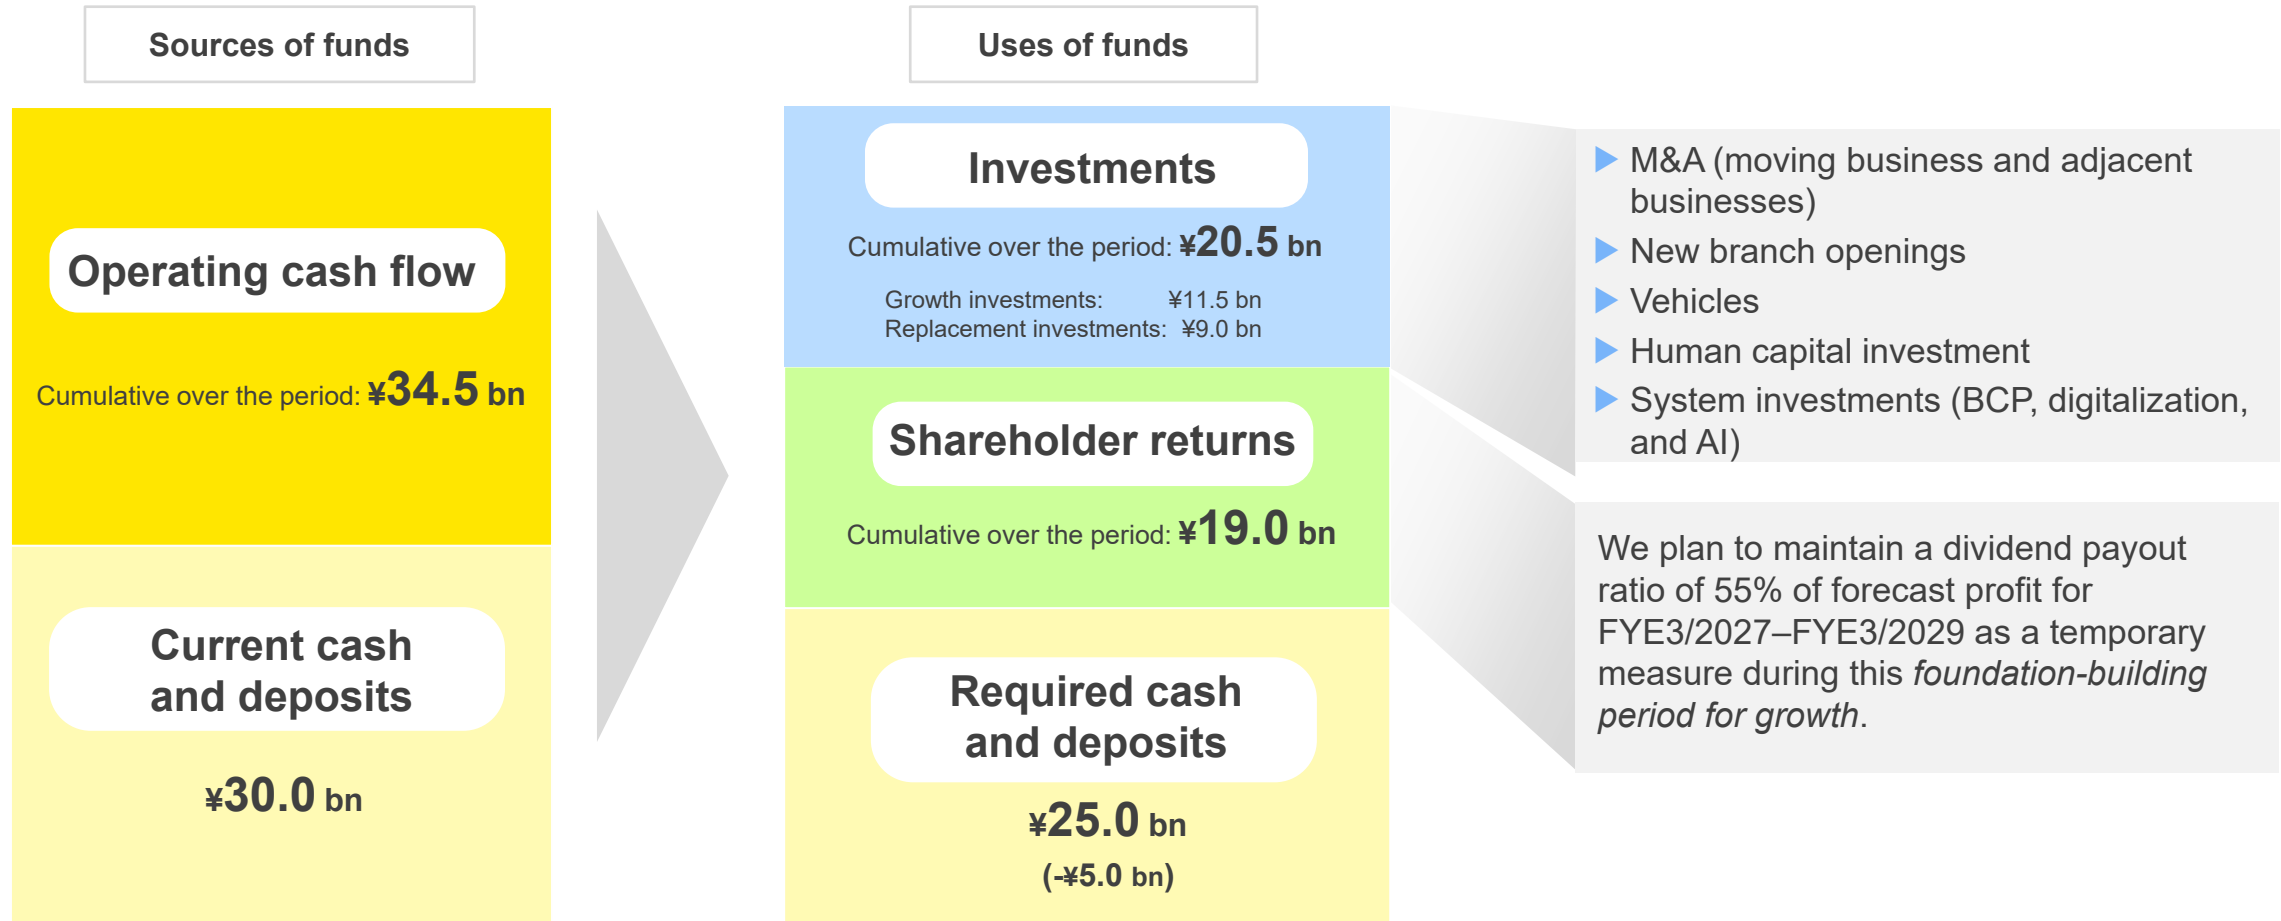 Sources of funds
Operating cash flow
Cumulative over the period: ¥34.5 bn
Current cash
and deposits
¥30.0 bn
Uses of funds
Investments
Cumulative over the period: ¥20.5 bn
Growth investments: ¥11.5 bn
Replacement investments: ¥9.0 bn
Shareholder returns
Cumulative over the period: ¥19.0 bn
Required cash
and deposits
¥25.0 bn
(-¥5.0 bn)
M&A (moving business and adjacent
businesses)
New branch openings
Vehicles
Human capital investment
System investments (BCP, digitalization,
and AI)
We plan to maintain a dividend payout
ratio of 55% of forecast profit for
FYE3/2027–FYE3/2029 as a temporary
measure during this foundation-building
period for growth.